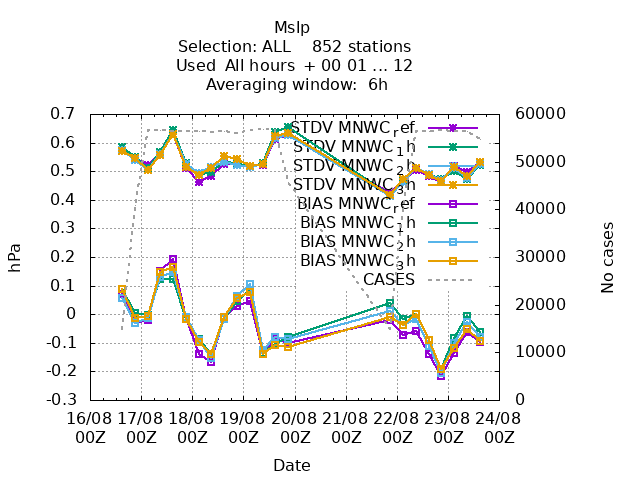 Mslp
Selection: ALL    852 stations
Used  All hours  + 00 01 ... 12
Averaging window:  6h
0.7
0.6
0.5
0.4
0.3
0.2
0.1
0
-0.1
-0.2
-0.3
hPa
60000
50000
40000
30000
20000
10000
0
No cases
STDV MNWC_ref
STDV MNWC_1h
STDV MNWC_2h
STDV MNWC_3h
BIAS MNWC_ref
BIAS MNWC_1h
BIAS MNWC_2h
BIAS MNWC_3h
CASES
16/08 17/08 18/08 19/08 20/08 21/08 22/08 23/08 24/08
00Z 00Z 00Z 00Z 00Z 00Z 00Z 00Z 00Z
Date